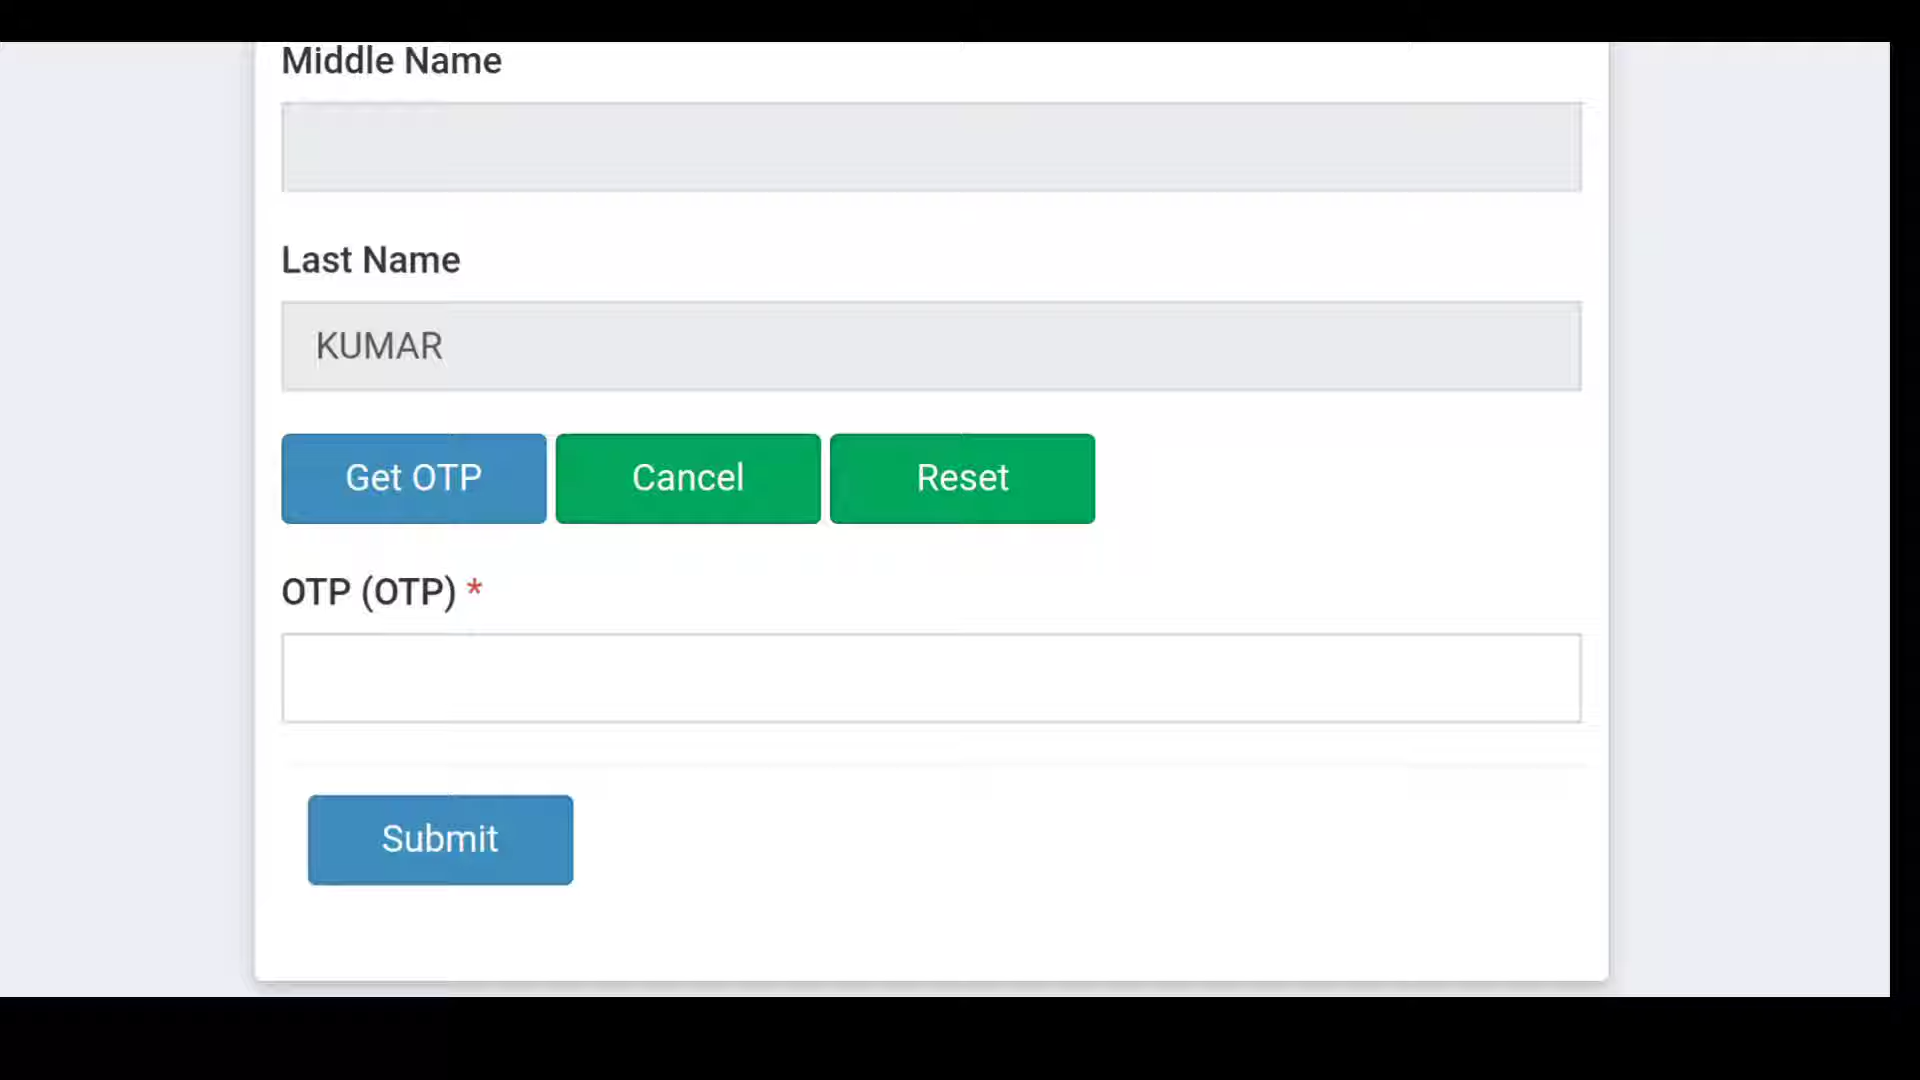 Middle Name
Last Name
KUMAR
Get OTP Cancel Reset
OTP (OTP) *
Submit